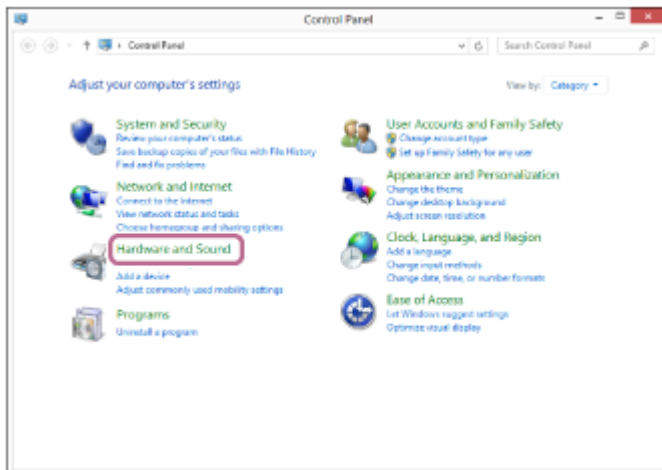 Control Panel
Control Panel
Search Control Panel
Adjust your computer's settings
View by: Category
System and Security
Review your computer's status
Save backup copies of your files with File History
Find and fix problems
Network and Internet
Connect to the Internet
View network status and tasks
Choose homegroup and sharing options
Hardware and Sound
Add a device
Adjust commonly used mobility settings
Programs
Uninstall a program
User Accounts and Family Safety
Change account type
Set up Family Safety for any user
Appearance and Personalization
Change the theme
Change desktop background
Adjust screen resolution
Clock, Language, and Region
Add a language
Change input methods
Change date, time, or number formats
Ease of Access
Let Windows suggest settings
Optimize visual display